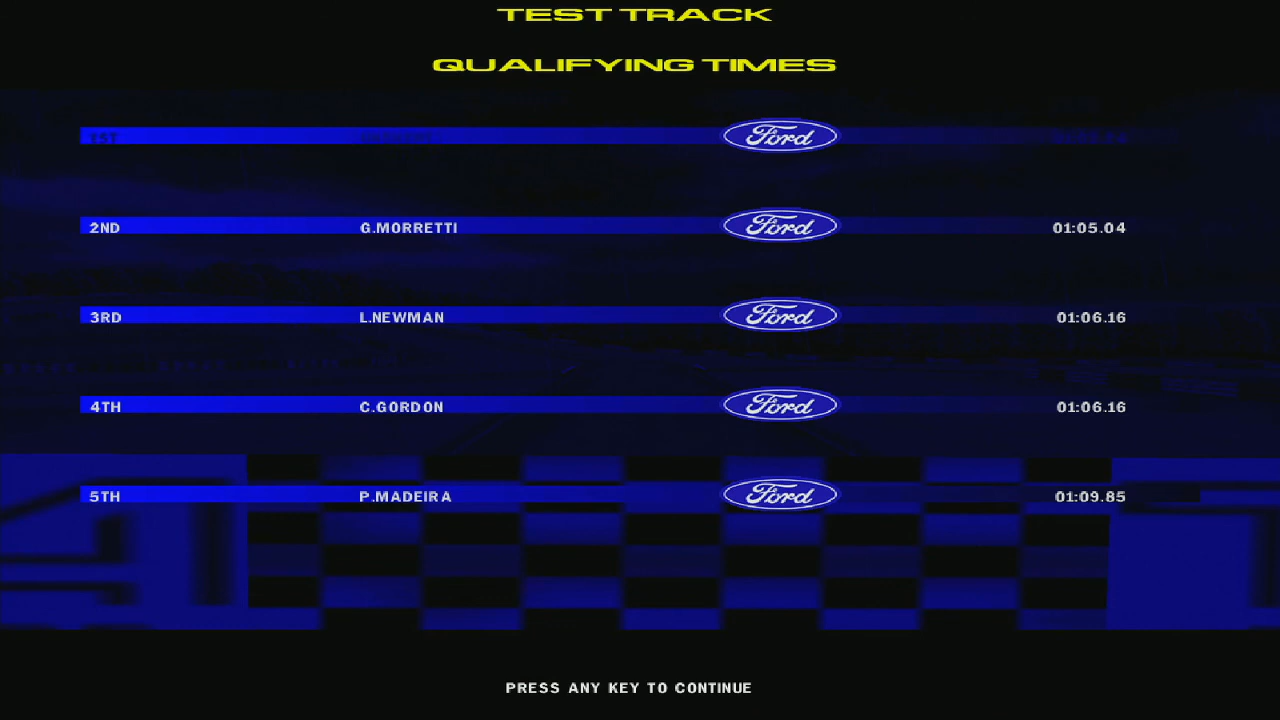 TEST TRACK
QUALIFYING TIMES
1ST Ford
2ND G.MORRETTI Ford 01:05.04
3RD L.NEWMAN Ford 01:06.16
4TH C.GORDON Ford 01:06.16
5TH P.MADEIRA Ford 01:09.85
PRESS ANY KEY TO CONTINUE